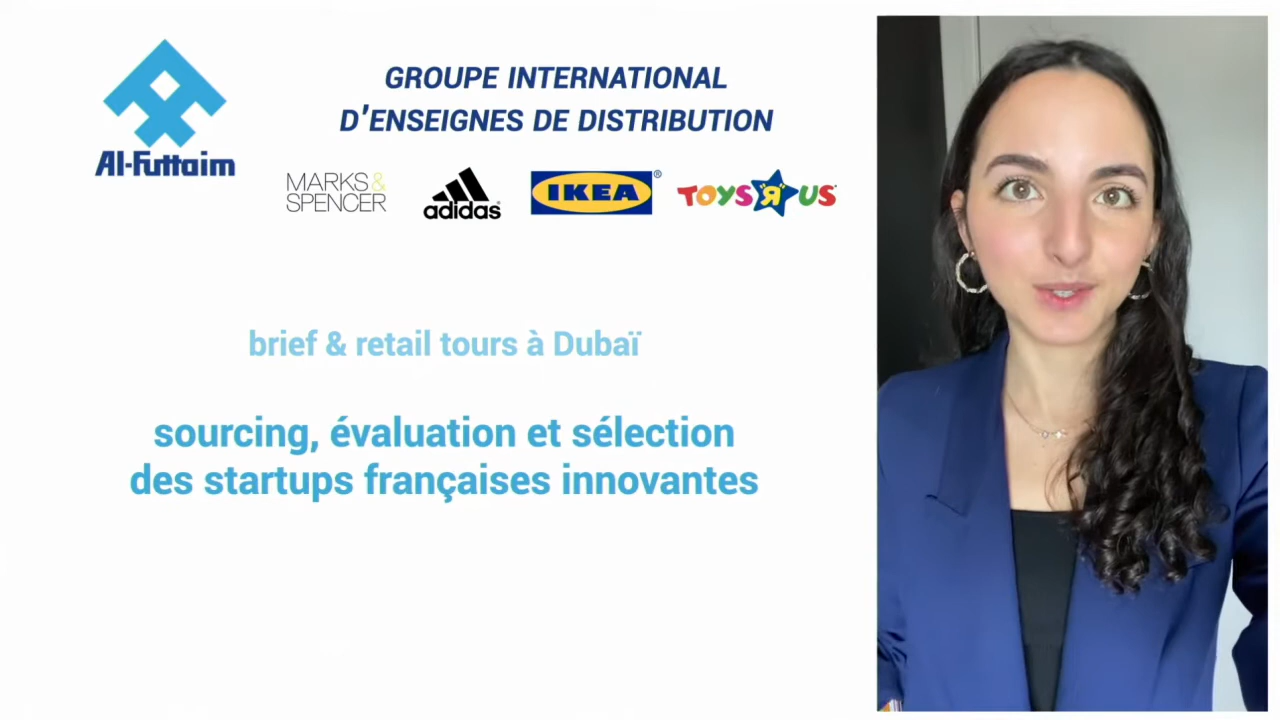 Al-Futtaim
GROUPE INTERNATIONAL
D'ENSEIGNES DE DISTRIBUTION
MARKS&
SPENCER
adidas®
IKEA®
TOYS"R"US
brief & retail tours à Dubaï
sourcing, évaluation et sélection
des startups françaises innovantes